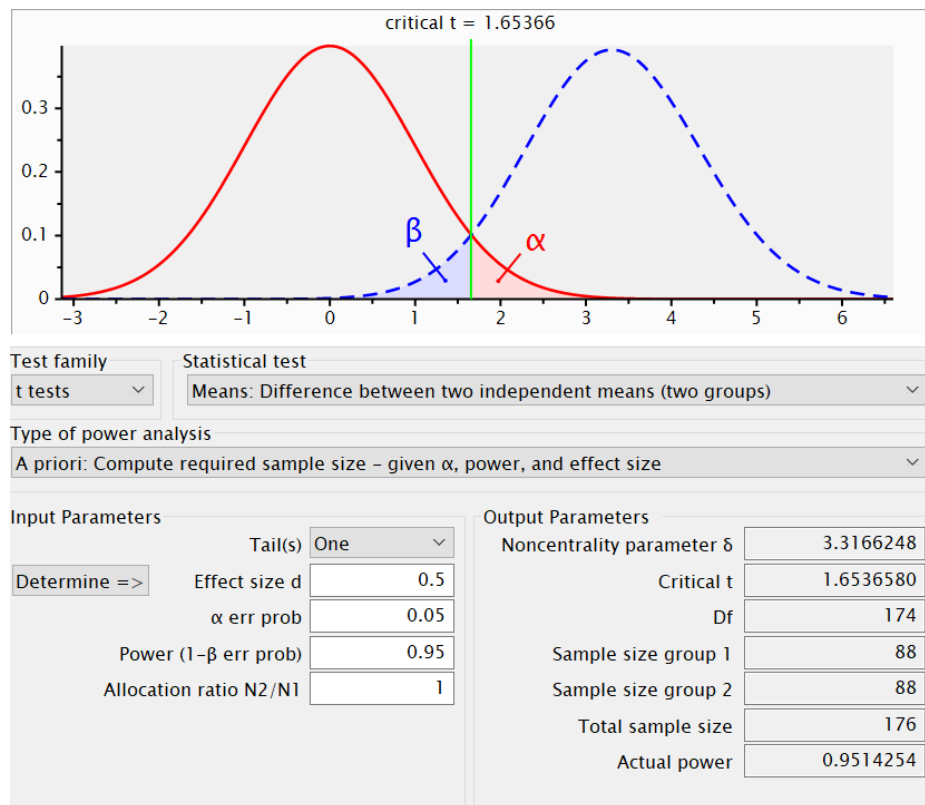 critical t = 1.65366
0.3
0.2
0.1
0
β
α
-3 -2 -1 0 1 2 3 4 5 6
Test family
Statistical test
t tests
Means: Difference between two independent means (two groups)
Type of power analysis
A priori: Compute required sample size – given α, power, and effect size
Input Parameters
Tail(s) One
Determine => Effect size d 0.5
α err prob 0.05
Power (1-β err prob) 0.95
Allocation ratio N2/N1 1
Output Parameters
Noncentrality parameter δ 3.3166248
Critical t 1.6536580
Df 174
Sample size group 1 88
Sample size group 2 88
Total sample size 176
Actual power 0.9514254